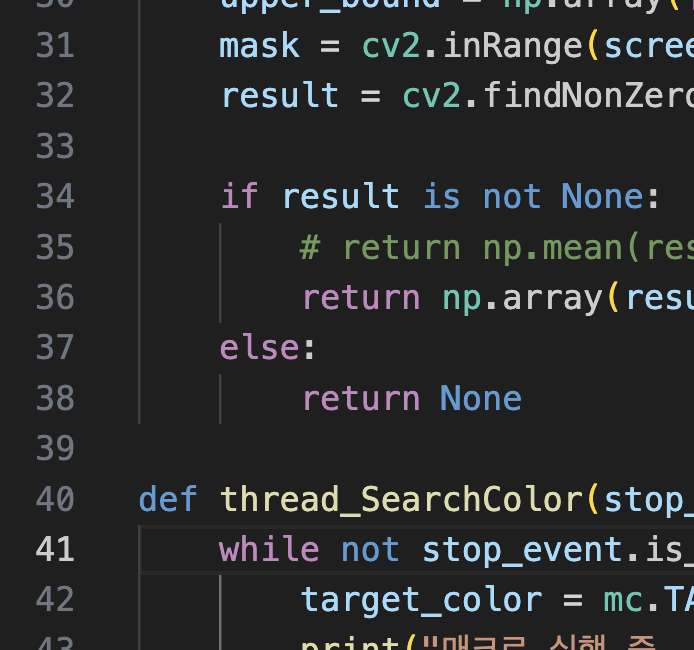 30 upper_bound = np.array(
31 mask = cv2.inRange(scree
32 result = cv2.findNonZero
33
34 if result is not None:
35 # return np.mean(res
36 return np.array(resu
37 else:
38 return None
39
40 def thread_SearchColor(stop_
41 while not stop_event.is_
42 target_color = mc.TA
43 print("매크로 실행 중